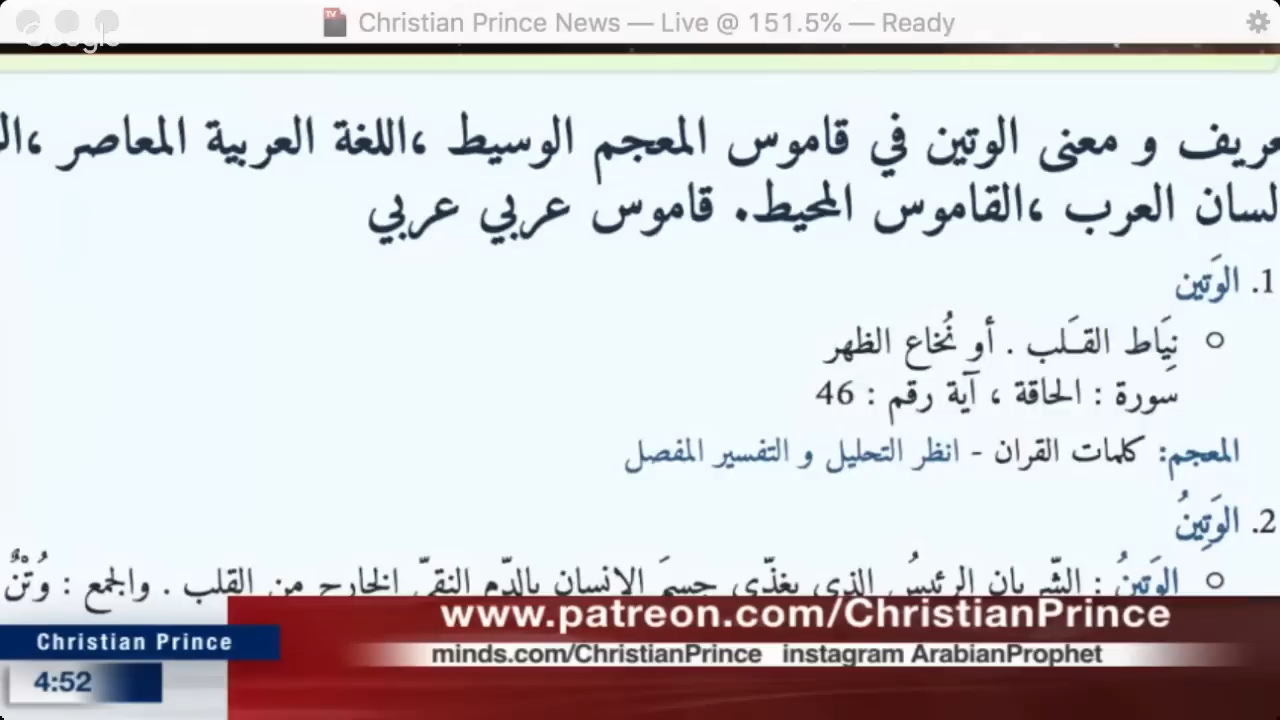 Christian Prince News — Live @ 151.5% — Ready
Google
عريف و معنى الوتين في قاموس المعجم الوسيط ،اللغة العربية المعاصر ،ال
لسان العرب ،القاموس المحيط. قاموس عربي عربي
1. الوَتين
نِيَاط القَـلب . أو نُخاع الظهر
سورة : الحاقة ، آية رقم : 46
المعجم: كلمات القران - انظر التحليل و التفسير المفصل
2. الوَتِينُ
الوَتِينُ : الشّريان الرئيسُ الذي يغذّي جسمَ الإنسان بالدّم النقيّ الخارج من القلب . والجمع : وُتْنٌ
www.patreon.com/ChristianPrince
Christian Prince
minds.com/ChristianPrince instagram ArabianProphet
4:52